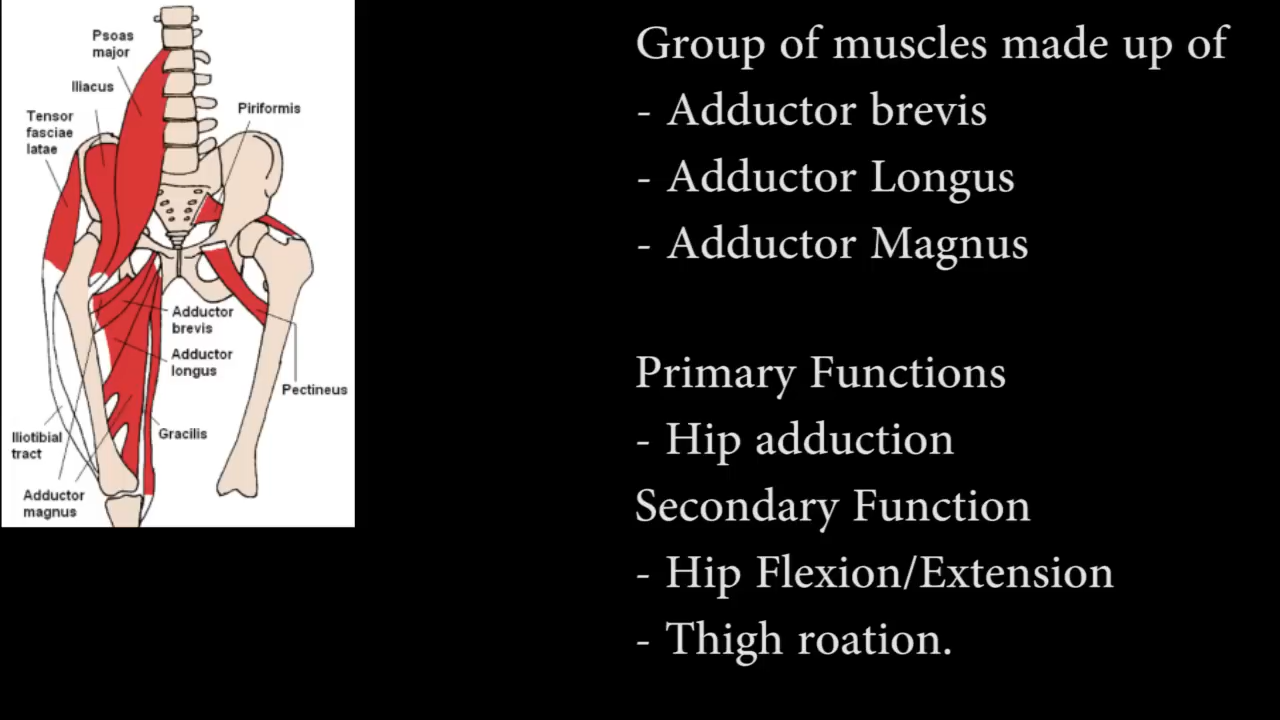 Psoas
major
Iliacus
Tensor
fasciae
latae
Piriformis
Adductor
brevis
Adductor
longus
Pectineus
Gracilis
Iliotibial
tract
Adductor
magnus
Group of muscles made up of
- Adductor brevis
- Adductor Longus
- Adductor Magnus
Primary Functions
- Hip adduction
Secondary Function
- Hip Flexion/Extension
- Thigh roation.